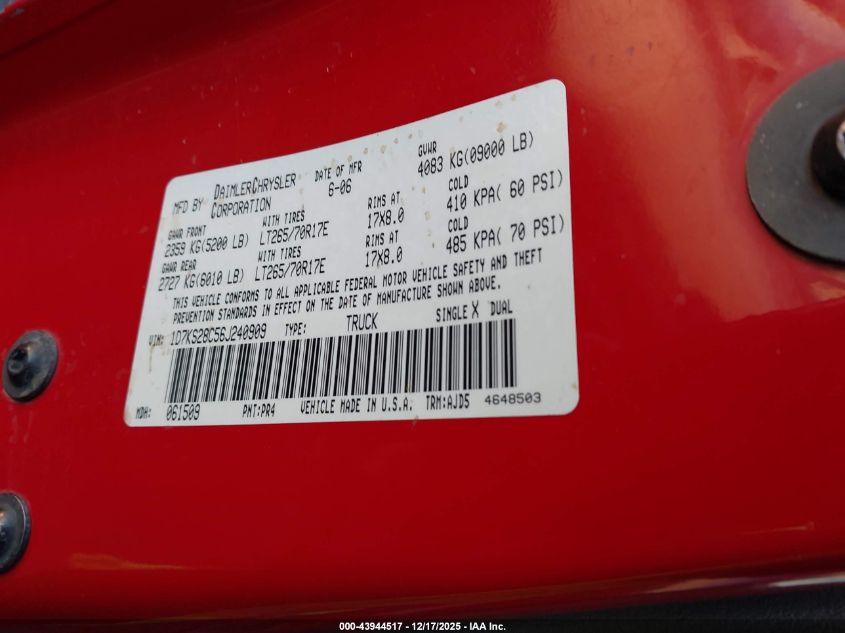 MFD BY DAIMLERCHRYSLER CORPORATION DATE OF MFR 6-06 GVWR 4083 KG(09000 LB)
GAWR FRONT WITH TIRES RIMS AT COLD
2359 KG(5200 LB) LT265/70R17E 17X8.0 410 KPA( 60 PSI)
GAWR REAR WITH TIRES RIMS AT COLD
2727 KG(6010 LB) LT265/70R17E 17X8.0 485 KPA( 70 PSI)
THIS VEHICLE CONFORMS TO ALL APPLICABLE FEDERAL MOTOR VEHICLE SAFETY AND THEFT
PREVENTION STANDARDS IN EFFECT ON THE DATE OF MANUFACTURE SHOWN ABOVE.
VIN: 1D7KS28C56J240909 TYPE: TRUCK SINGLE X DUAL
MDH: 061509 PNT:PR4 VEHICLE MADE IN U.S.A. TRM:AJD5 4648503
000-43944517 - 12/17/2025 - IAA Inc.